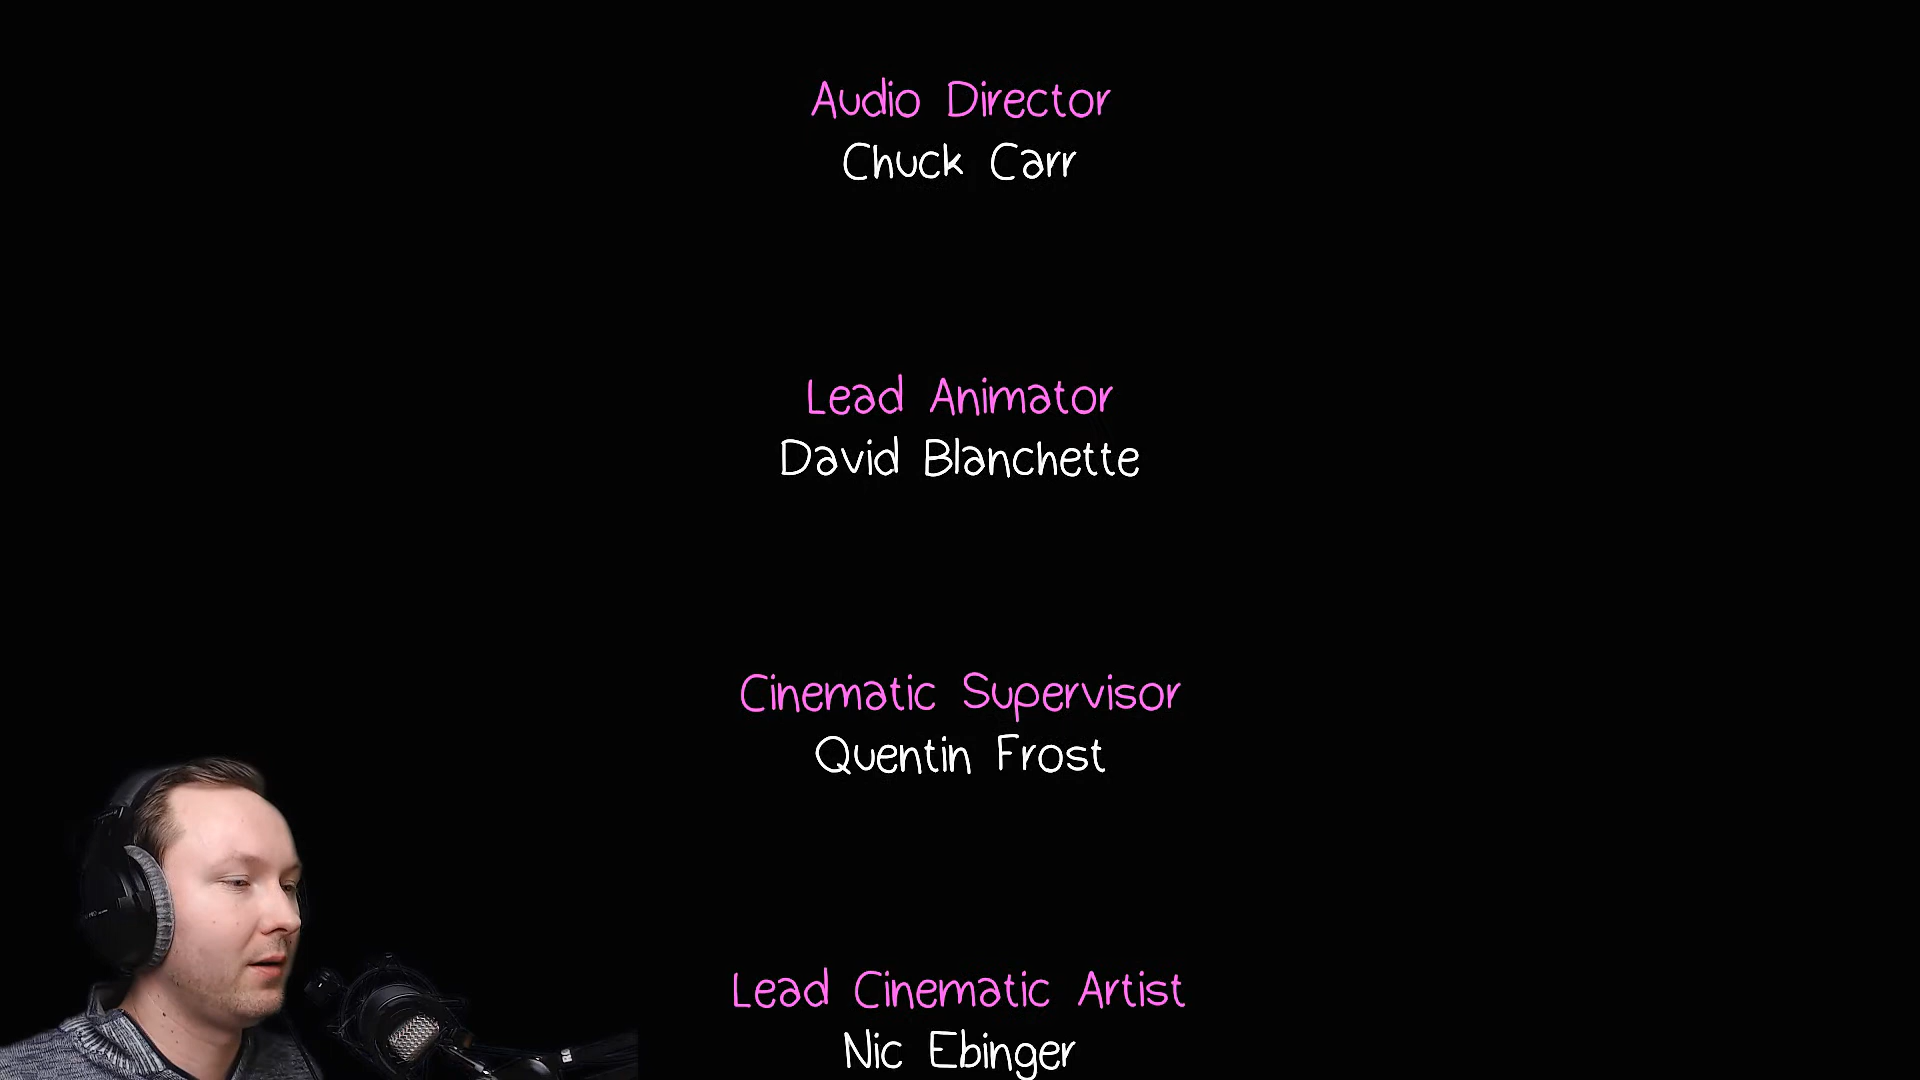 Audio Director
Chuck Carr
Lead Animator
David Blanchette
Cinematic Supervisor
Quentin Frost
Lead Cinematic Artist
Nic Ebinger